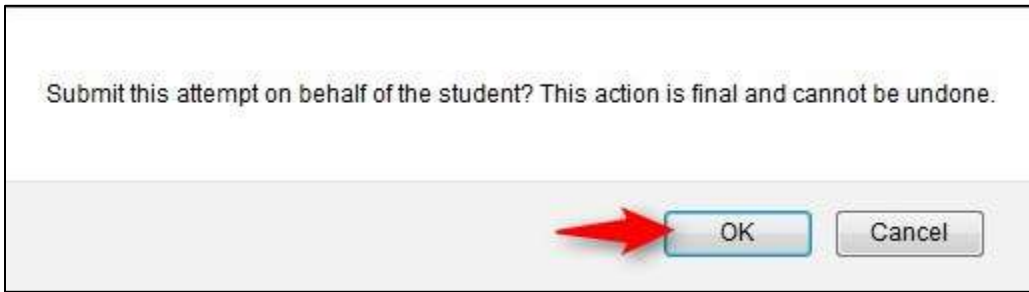 Submit this attempt on behalf of the student? This action is final and cannot be undone.
OK Cancel